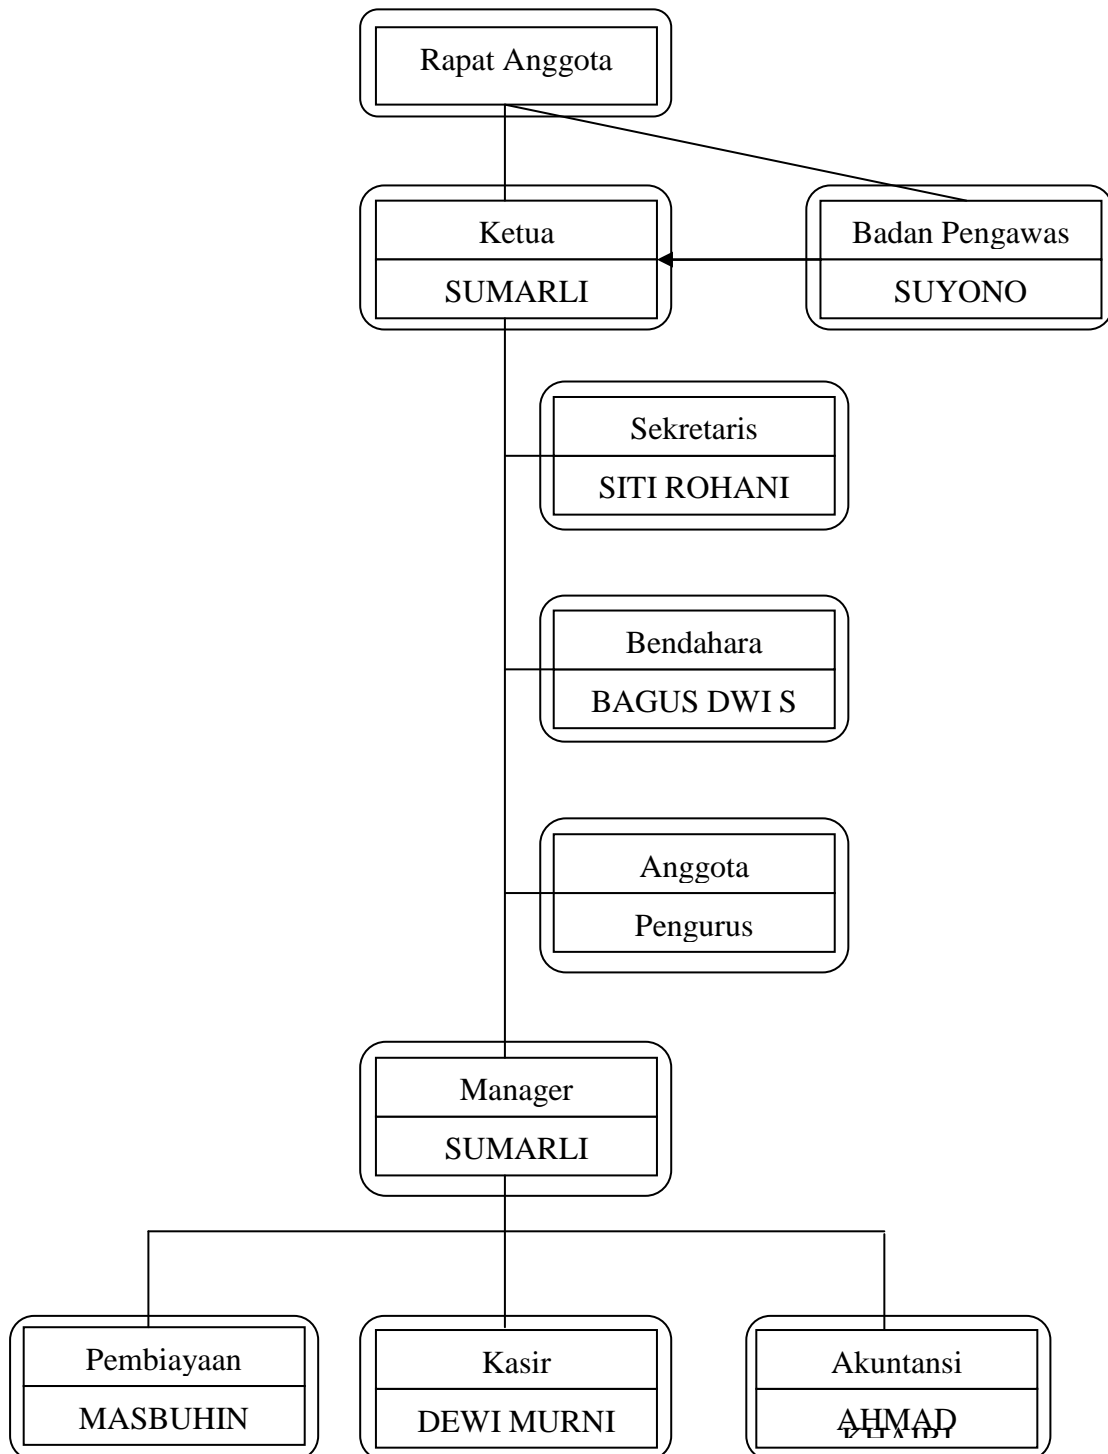 Rapat Anggota
Ketua
SUMARLI
Badan Pengawas
SUYONO
Sekretaris
SITI ROHANI
Bendahara
BAGUS DWI S
Anggota
Pengurus
Manager
SUMARLI
Pembiayaan
MASBUHIN
Kasir
DEWI MURNI
Akuntansi
AHMAD